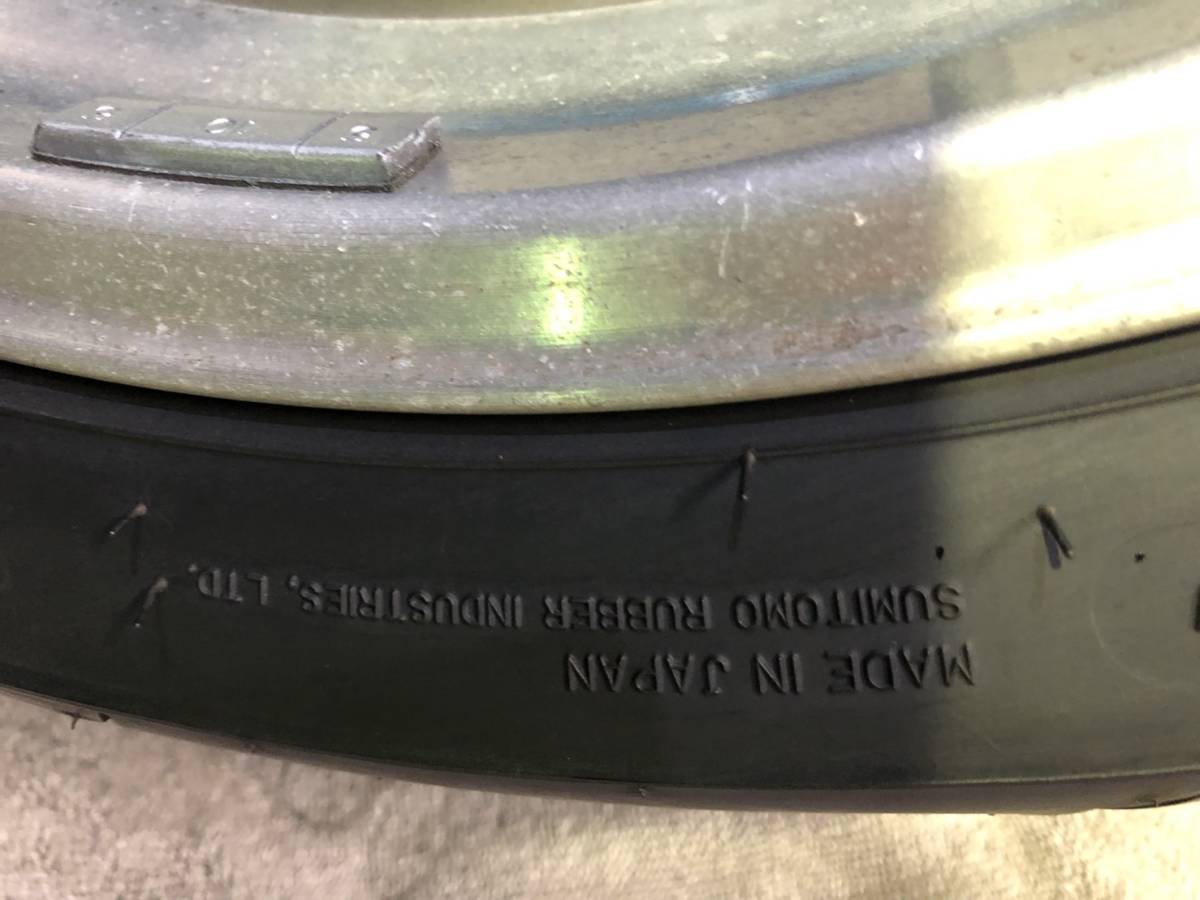 MADE IN JAPAN
SUMITOMO RUBBER INDUSTRIES, LTD.